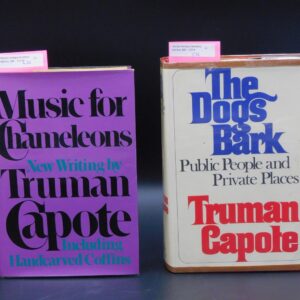 Music for
Chameleons
New Writing by
Truman
Capote
Including
Handcarved Coffins
The
Dogs
Bark
Public People and
Private Places
Truman
Capote